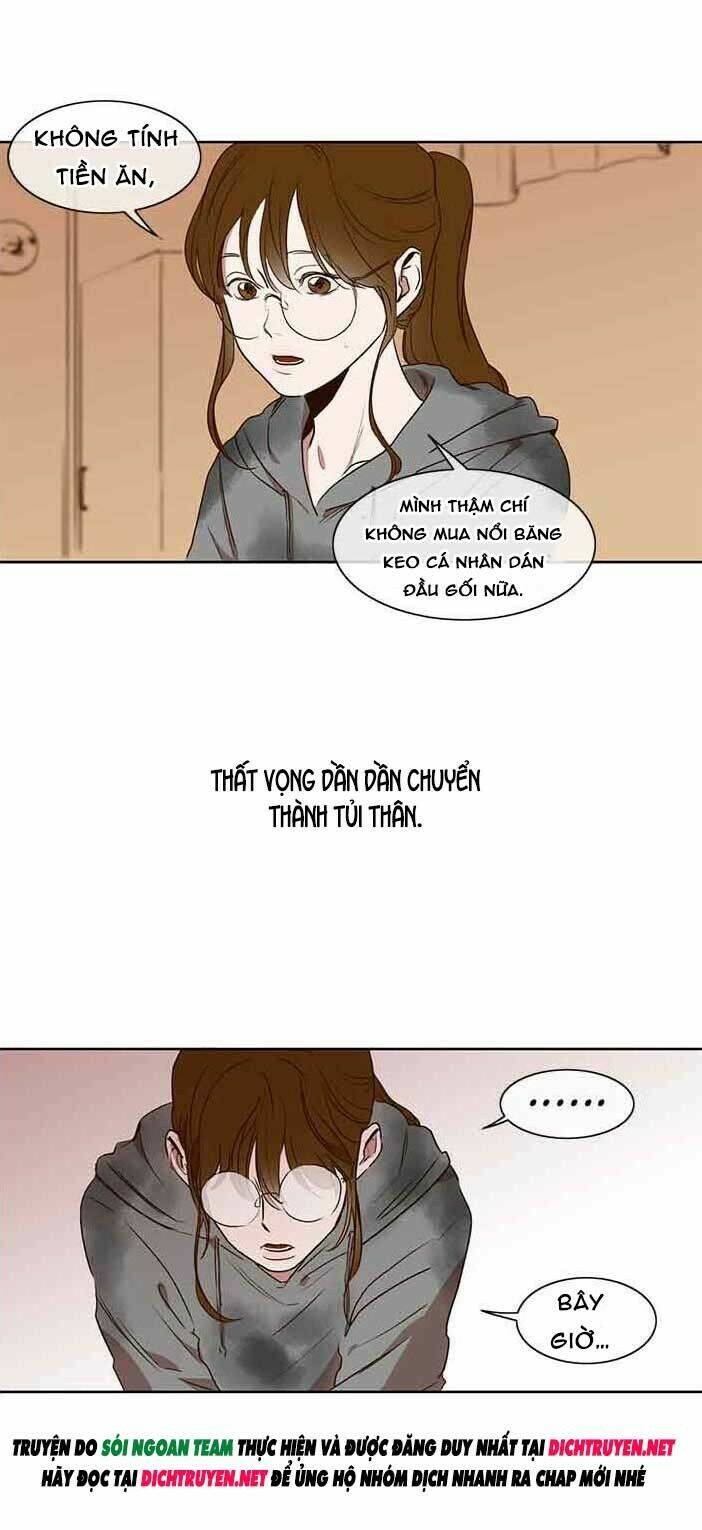 KHÔNG TÍNH
TIỀN ĂN,
MÌNH THẬM CHÍ
KHÔNG MUA NỔI BĂNG
KEO CÁ NHÂN DÁN
ĐẦU GỐI NỮA.
THẤT VỌNG DẦN DẦN CHUYỂN
THÀNH TỦI THÂN.
......
BÂY
GIỜ...
TRUYỆN DO SÓI NGOAN TEAM THỰC HIỆN VÀ ĐƯỢC ĐĂNG DUY NHẤT TẠI DICHTRUYEN.NET
HÃY ĐỌC TẠI DICHTRUYEN.NET ĐỂ ỦNG HỘ NHÓM DỊCH NHANH RA CHAP MỚI NHÉ